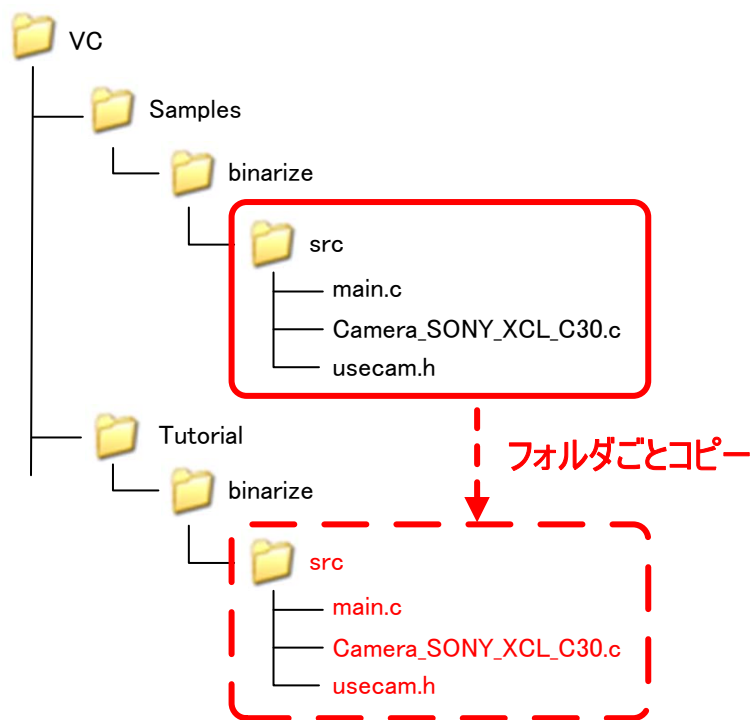 VC
Samples
binarize
src
main.c
Camera_SONY_XCL_C30.c
usecam.h
Tutorial
フォルダごとコピー
binarize
src
main.c
Camera_SONY_XCL_C30.c
usecam.h